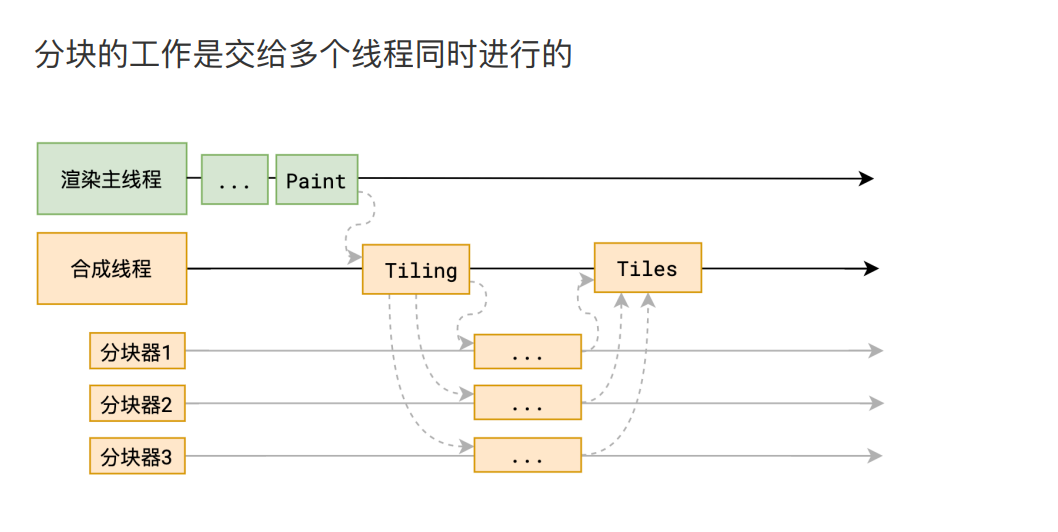 分块的工作是交给多个线程同时进行的
渲染主线程
...
Paint
合成线程
Tiling
Tiles
分块器1
...
分块器2
...
分块器3
...